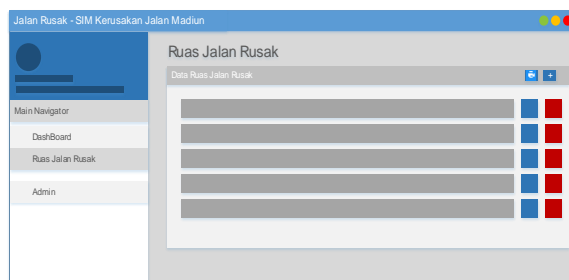 Jalan Rusak - SIM Kerusakan Jalan Madiun
Ruas Jalan Rusak
Data Ruas Jalan Rusak
+
Main Navigator
DashBoard
Ruas Jalan Rusak
Admin